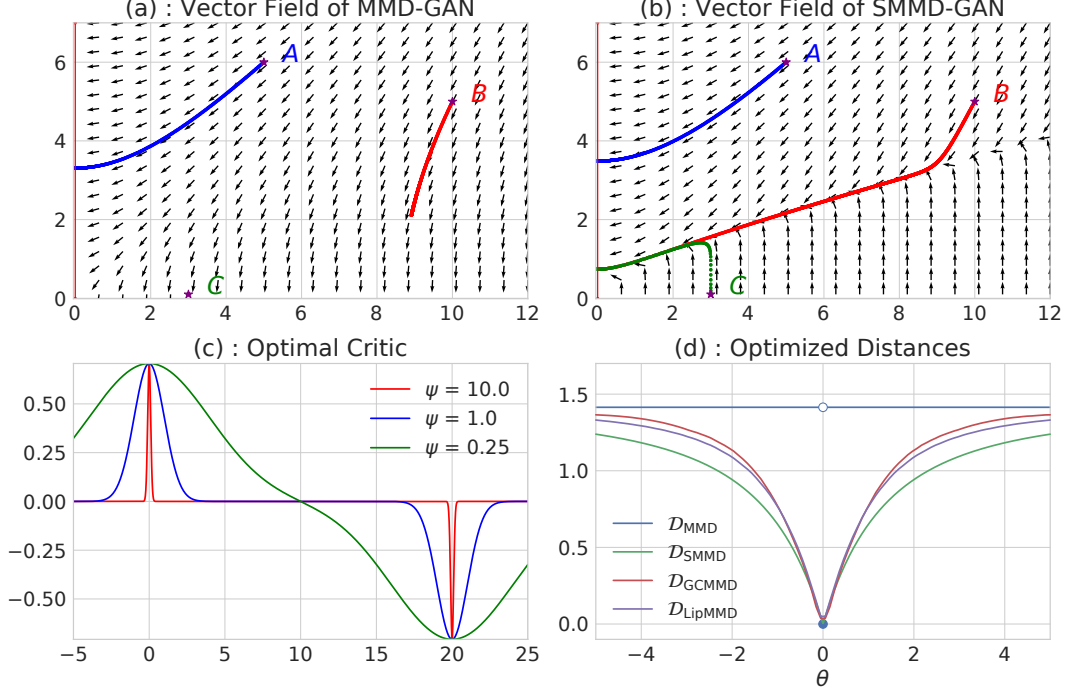 (a) : Vector Field of MMD-GAN
6
4
2
0
0 2 4 6 8 10 12
A
B
C
(b) : Vector Field of SMMD-GAN
6
4
2
0
0 2 4 6 8 10 12
A
B
C
(c) : Optimal Critic
0.50
0.25
0.00
−0.25
−0.50
−5 0 5 10 15 20 25
ψ = 10.0
ψ = 1.0
ψ = 0.25
(d) : Optimized Distances
1.5
1.0
0.5
0.0
−4 −2 0 2 4
θ
𝒟MMD
𝒟SMMD
𝒟GCMMD
𝒟LipMMD